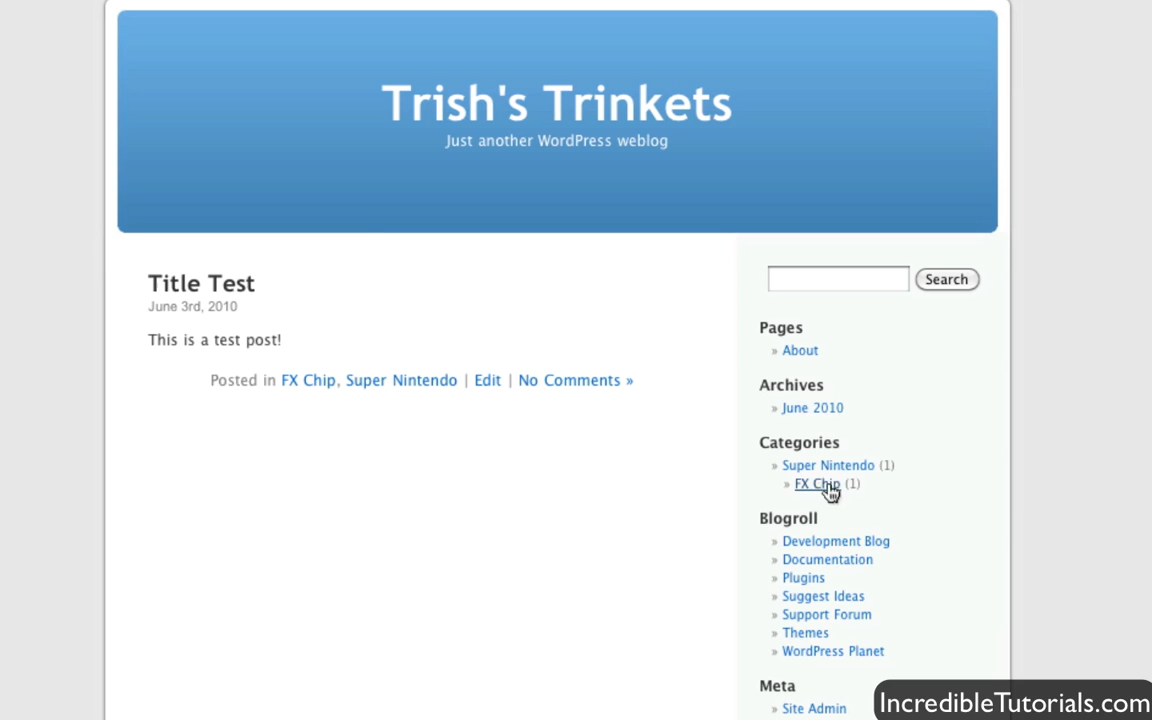 Trish's Trinkets
Just another WordPress weblog
Title Test
June 3rd, 2010
This is a test post!
Posted in FX Chip, Super Nintendo | Edit | No Comments »
Search
Pages
» About
Archives
» June 2010
Categories
» Super Nintendo (1)
» FX Chip (1)
Blogroll
» Development Blog
» Documentation
» Plugins
» Suggest Ideas
» Support Forum
» Themes
» WordPress Planet
Meta
» Site Admin
IncredibleTutorials.com